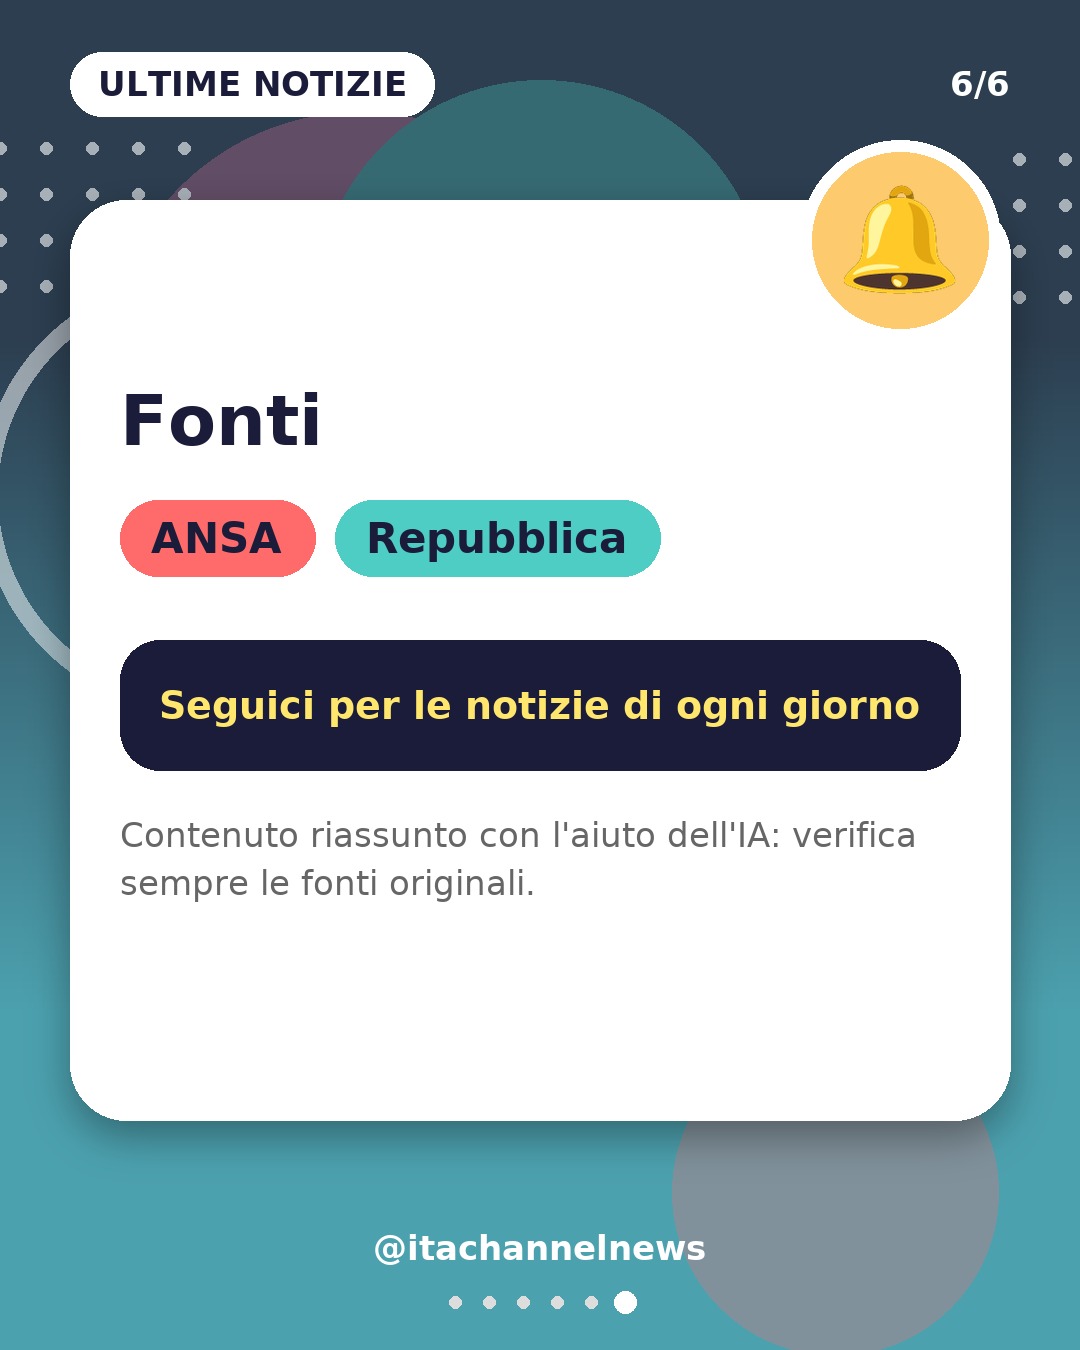 ULTIME NOTIZIE
6/6
Fonti
ANSA
Repubblica
Seguici per le notizie di ogni giorno
Contenuto riassunto con l'aiuto dell'IA: verifica
sempre le fonti originali.
@itachannelnews